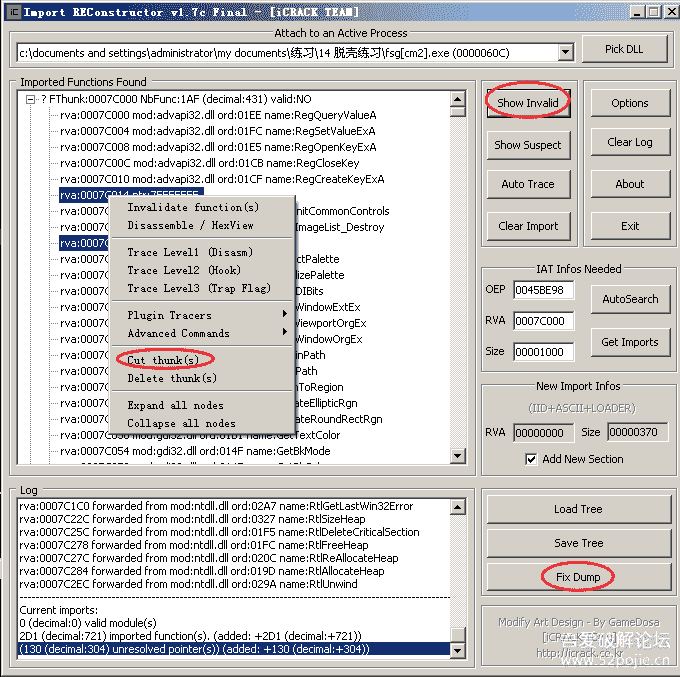 Import REConstructor v1.7c Final - [iCRACK TEAM]
Attach to an Active Process
c:\documents and settings\administrator\my documents\练习\14 脱壳练习\fsg[cm2].exe (0000060C)
Pick DLL
Imported Functions Found
? FThunk:0007C000 NbFunc:1AF (decimal:431) valid:NO
rva:0007C000 mod:advapi32.dll ord:01EE name:RegQueryValueA
rva:0007C004 mod:advapi32.dll ord:01FC name:RegSetValueExA
rva:0007C008 mod:advapi32.dll ord:01E5 name:RegOpenKeyExA
rva:0007C00C mod:advapi32.dll ord:01CB name:RegCloseKey
rva:0007C010 mod:advapi32.dll ord:01CF name:RegCreateKeyExA
rva:0007C014 ptr:7FFFFFFF
nitCommonControls
ImageList_Destroy
rva:0007C
ctPalette
lizePalette
DIBits
WindowExtEx
ViewportOrgEx
inPath
Path
hToRegion
ateEllipticRgn
ateRoundRectRgn
rva:0007C050 mod:gdi32.dll ord:01B1 name:SetTextColor
rva:0007C054 mod:gdi32.dll ord:014F name:GetBkMode
Invalidate function(s)
Disassemble / HexView
Trace Level1 (Disasm)
Trace Level2 (Hook)
Trace Level3 (Trap Flag)
Plugin Tracers
Advanced Commands
Cut thunk(s)
Delete thunk(s)
Expand all nodes
Collapse all nodes
Show Invalid
Show Suspect
Auto Trace
Clear Import
Options
Clear Log
About
Exit
IAT Infos Needed
OEP 0045BE98
AutoSearch
RVA 0007C000
Size 00001000
Get Imports
New Import Infos
(IID+ASCII+LOADER)
RVA 00000000 Size 00000370
Add New Section
Log
rva:0007C1C0 forwarded from mod:ntdll.dll ord:02A7 name:RtlGetLastWin32Error
rva:0007C22C forwarded from mod:ntdll.dll ord:0327 name:RtlSizeHeap
rva:0007C25C forwarded from mod:ntdll.dll ord:01F5 name:RtlDeleteCriticalSection
rva:0007C278 forwarded from mod:ntdll.dll ord:01FC name:RtlFreeHeap
rva:0007C27C forwarded from mod:ntdll.dll ord:020C name:RtlReAllocateHeap
rva:0007C284 forwarded from mod:ntdll.dll ord:019D name:RtlAllocateHeap
rva:0007C2EC forwarded from mod:ntdll.dll ord:029A name:RtlUnwind
Current imports:
0 (decimal:0) valid module(s)
2D1 (decimal:721) imported function(s). (added: +2D1 (decimal:+721))
(130 (decimal:304) unresolved pointer(s)) (added: +130 (decimal:+304))
Load Tree
Save Tree
Fix Dump
Modify Art Design - By GameDosa
http://icrack.co.kr
吾爱破解论坛
www.52pojie.cn